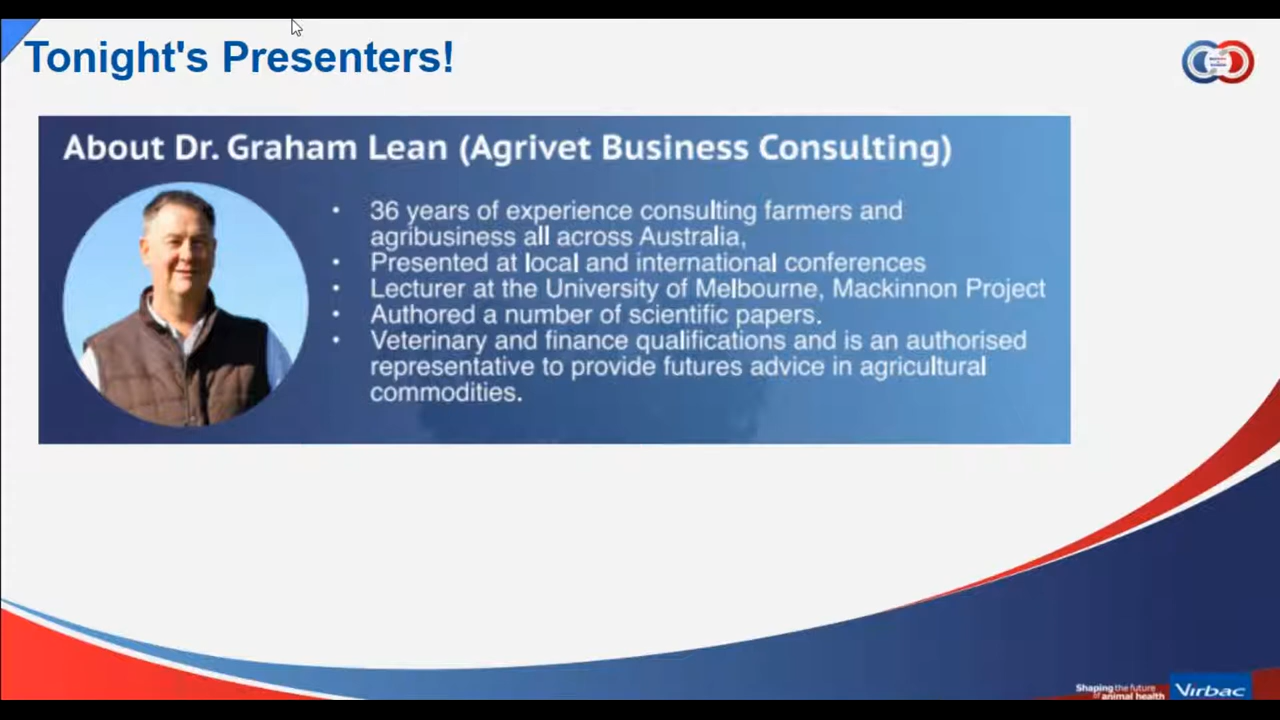 Tonight's Presenters!
About Dr. Graham Lean (Agrivet Business Consulting)
• 36 years of experience consulting farmers and
agribusiness all across Australia,
• Presented at local and international conferences
• Lecturer at the University of Melbourne, Mackinnon Project
• Authored a number of scientific papers.
• Veterinary and finance qualifications and is an authorised
representative to provide futures advice in agricultural
commodities.
Shaping the future
of animal health
Virbac